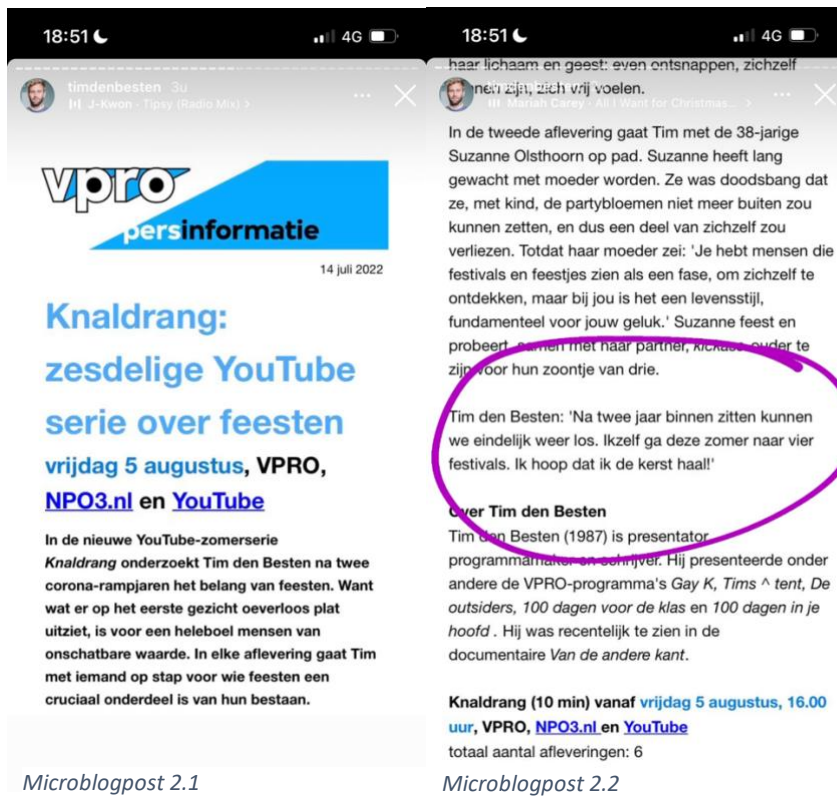 18:51
4G
timdenbesten 3u
J-Kwon · Tipsy (Radio Mix) >
vpro
persinformatie
14 juli 2022
Knaldrang:
zesdelige YouTube
serie over feesten
vrijdag 5 augustus, VPRO,
NPO3.nl en YouTube
In de nieuwe YouTube-zomerserie
Knaldrang onderzoekt Tim den Besten na twee
corona-rampjaren het belang van feesten. Want
wat er op het eerste gezicht oeverloos plat
uitziet, is voor een heleboel mensen van
onschatbare waarde. In elke aflevering gaat Tim
met iemand op stap voor wie feesten een
cruciaal onderdeel is van hun bestaan.
Microblogpost 2.1
18:51
4G
haar lichaam en geest: even ontsnappen, zichzelf
zijn, zich vrij voelen.
timdenbesten
Mariah Carey · All I Want for Christmas... >
In de tweede aflevering gaat Tim met de 38-jarige
Suzanne Olsthoorn op pad. Suzanne heeft lang
gewacht met moeder worden. Ze was doodsbang dat
ze, met kind, de partybloemen niet meer buiten zou
kunnen zetten, en dus een deel van zichzelf zou
verliezen. Totdat haar moeder zei: 'Je hebt mensen die
festivals en feestjes zien als een fase, om zichzelf te
ontdekken, maar bij jou is het een levensstijl,
fundamenteel voor jouw geluk.' Suzanne feest en
probeert, samen met haar partner, kickass ouder te
zijn voor hun zoontje van drie.
Tim den Besten: 'Na twee jaar binnen zitten kunnen
we eindelijk weer los. Ikzelf ga deze zomer naar vier
festivals. Ik hoop dat ik de kerst haal!'
Over Tim den Besten
Tim den Besten (1987) is presentator,
programmamaker en schrijver. Hij presenteerde onder
andere de VPRO-programma's Gay K, Tims ^ tent, De
outsiders, 100 dagen voor de klas en 100 dagen in je
hoofd . Hij was recentelijk te zien in de
documentaire Van de andere kant.
Knaldrang (10 min) vanaf vrijdag 5 augustus, 16.00
uur, VPRO, NPO3.nl en YouTube
totaal aantal afleveringen: 6
Microblogpost 2.2